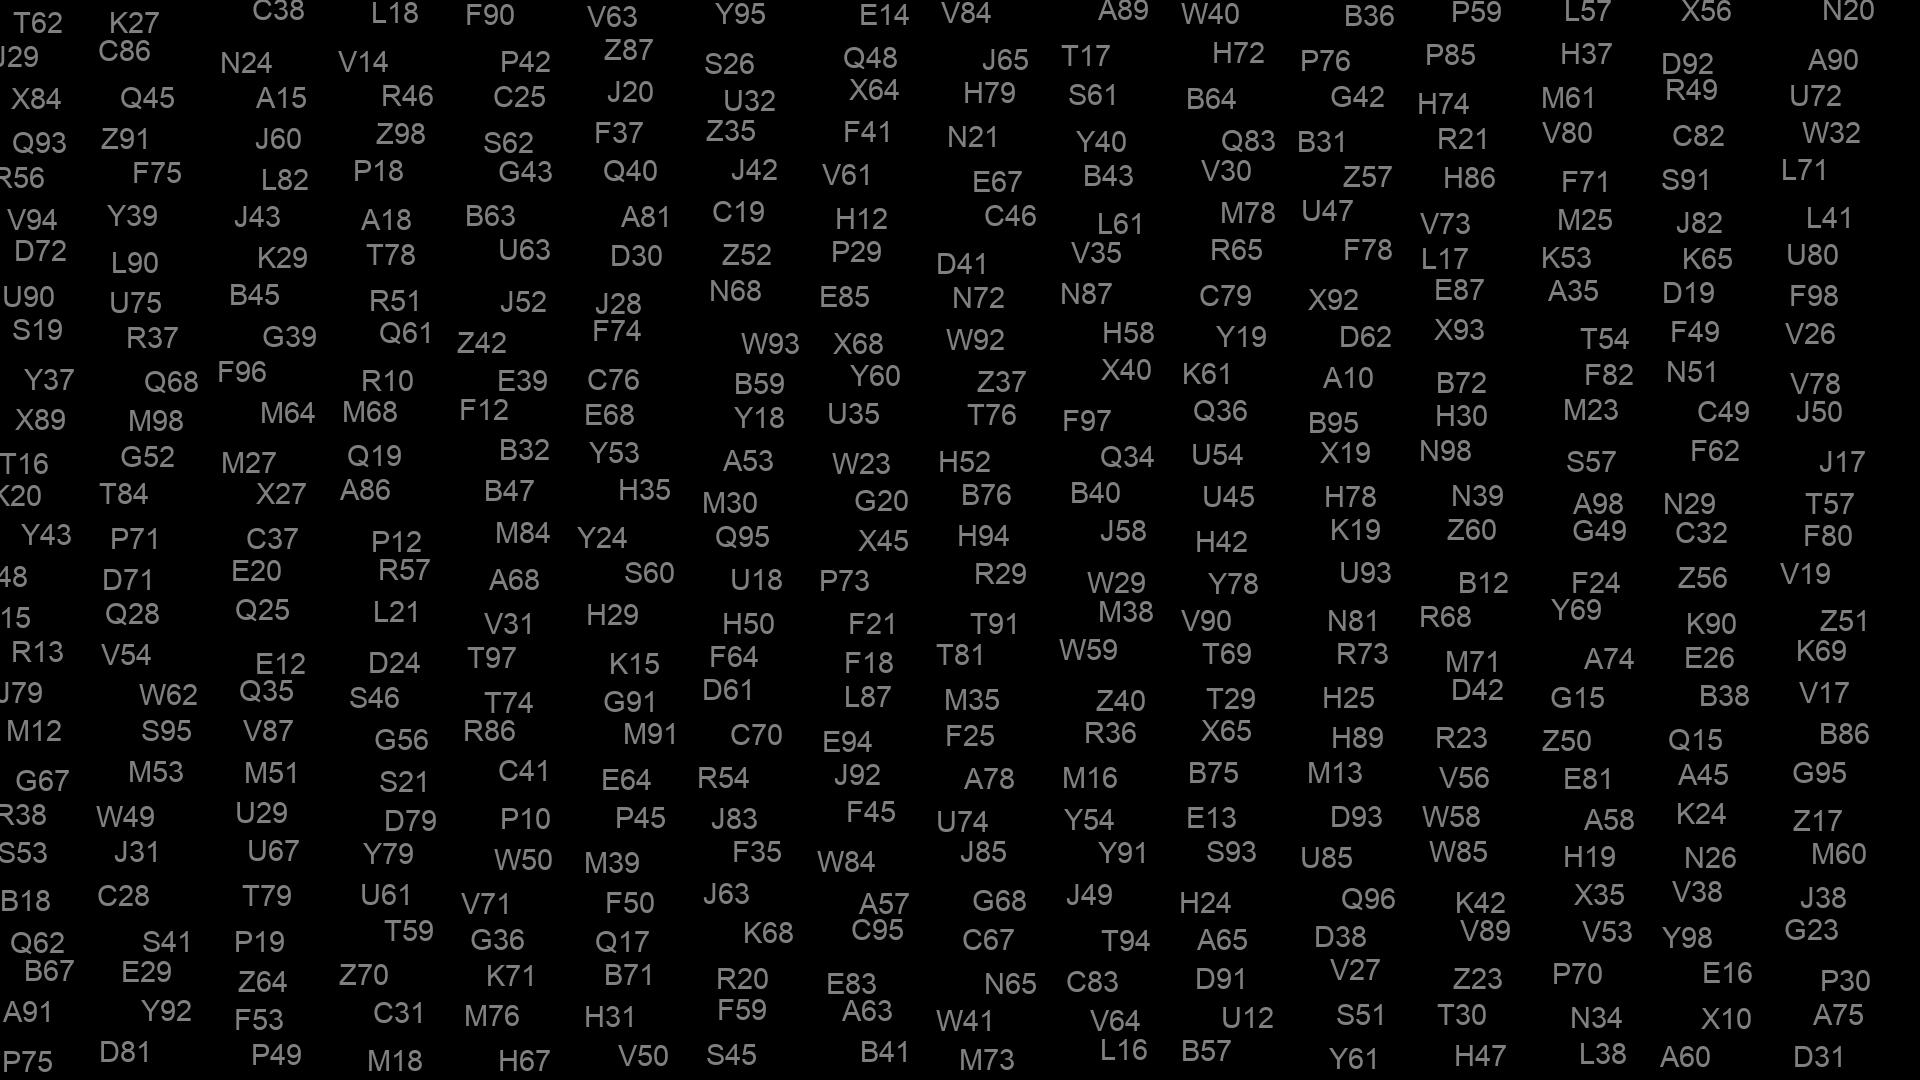 T62 K27 C38 L18 F90 V63 Y95 E14 V84 A89 W40 B36 P59 L57 X56 N20
J29 C86 N24 V14 P42 Z87 S26 Q48 J65 T17 H72 P76 P85 H37 D92 A90
X84 Q45 A15 R46 C25 J20 U32 X64 H79 S61 B64 G42 H74 M61 R49 U72
Q93 Z91 J60 Z98 S62 F37 Z35 F41 N21 Y40 Q83 B31 R21 V80 C82 W32
R56 F75 L82 P18 G43 Q40 J42 V61 E67 B43 V30 Z57 H86 F71 S91 L71
V94 Y39 J43 A18 B63 A81 C19 H12 C46 L61 M78 U47 V73 M25 J82 L41
D72 L90 K29 T78 U63 D30 Z52 P29 D41 V35 R65 F78 L17 K53 K65 U80
U90 U75 B45 R51 J52 J28 N68 E85 N72 N87 C79 X92 E87 A35 D19 F98
S19 R37 G39 Q61 Z42 F74 W93 X68 W92 H58 Y19 D62 X93 T54 F49 V26
Y37 Q68 F96 R10 E39 C76 B59 Y60 Z37 X40 K61 A10 B72 F82 N51 V78
X89 M98 M64 M68 F12 E68 Y18 U35 T76 F97 Q36 B95 H30 M23 C49 J50
T16 G52 M27 Q19 B32 Y53 A53 W23 H52 Q34 U54 X19 N98 S57 F62 J17
K20 T84 X27 A86 B47 H35 M30 G20 B76 B40 U45 H78 N39 A98 N29 T57
Y43 P71 C37 P12 M84 Y24 Q95 X45 H94 J58 H42 K19 Z60 G49 C32 F80
48 D71 E20 R57 A68 S60 U18 P73 R29 W29 Y78 U93 B12 F24 Z56 V19
15 Q28 Q25 L21 V31 H29 H50 F21 T91 M38 V90 N81 R68 Y69 K90 Z51
R13 V54 E12 D24 T97 K15 F64 F18 T81 W59 T69 R73 M71 A74 E26 K69
J79 W62 Q35 S46 T74 G91 D61 L87 M35 Z40 T29 H25 D42 G15 B38 V17
M12 S95 V87 G56 R86 M91 C70 E94 F25 R36 X65 H89 R23 Z50 Q15 B86
G67 M53 M51 S21 C41 E64 R54 J92 A78 M16 B75 M13 V56 E81 A45 G95
R38 W49 U29 D79 P10 P45 J83 F45 U74 Y54 E13 D93 W58 A58 K24 Z17
S53 J31 U67 Y79 W50 M39 F35 W84 J85 Y91 S93 U85 W85 H19 N26 M60
B18 C28 T79 U61 V71 F50 J63 A57 G68 J49 H24 Q96 K42 X35 V38 J38
Q62 S41 P19 T59 G36 Q17 K68 C95 C67 T94 A65 D38 V89 V53 Y98 G23
B67 E29 Z64 Z70 K71 B71 R20 E83 N65 C83 D91 V27 Z23 P70 E16 P30
A91 Y92 F53 C31 M76 H31 F59 A63 W41 V64 U12 S51 T30 N34 X10 A75
P75 D81 P49 M18 H67 V50 S45 B41 M73 L16 B57 Y61 H47 L38 A60 D31